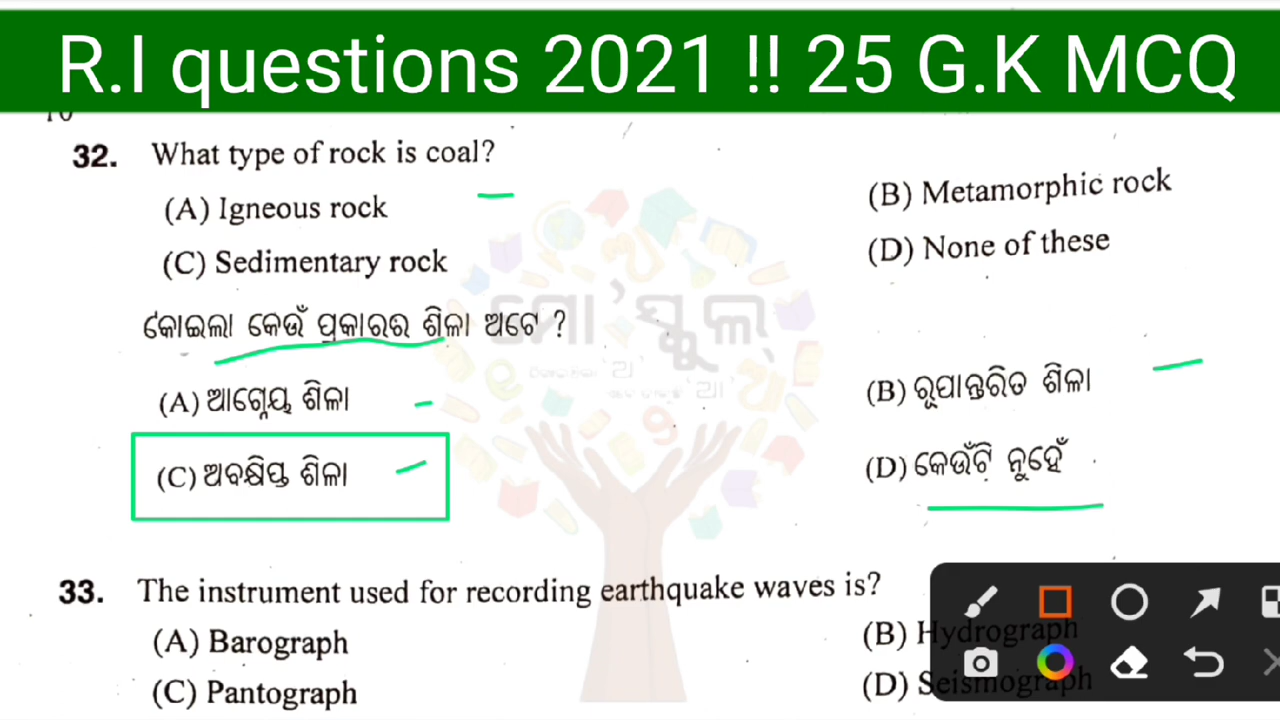 R.I questions 2021 !! 25 G.K MCQ
32. What type of rock is coal?
(A) Igneous rock (B) Metamorphic rock
(C) Sedimentary rock (D) None of these
କୋଇଲା କେଉଁ ପ୍ରକାରର ଶିଳା ଅଟେ ?
(A) ଆଗ୍ନେୟ ଶିଳା (B) ରୂପାନ୍ତରିତ ଶିଳା
(C) ଅବକ୍ଷିପ୍ତ ଶିଳା (D) କେଉଁଟି ନୁହେଁ
ମୋ 'ସ୍କୁଲ୍
33. The instrument used for recording earthquake waves is?
(A) Barograph (B) Hydrograph
(C) Pantograph (D) Seismograph